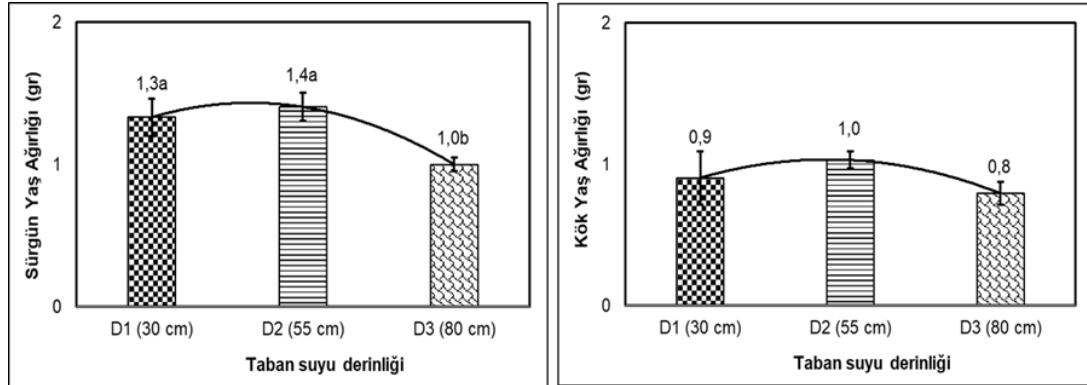 Sürgün Yaş Ağırlığı (gr)
2
1
0
1,3a
1,4a
1,0b
D1 (30 cm)
D2 (55 cm)
D3 (80 cm)
Taban suyu derinliği
Kök Yaş Ağırlığı (gr)
2
1
0
0,9
1,0
0,8
D1 (30 cm)
D2 (55 cm)
D3 (80 cm)
Taban suyu derinliği